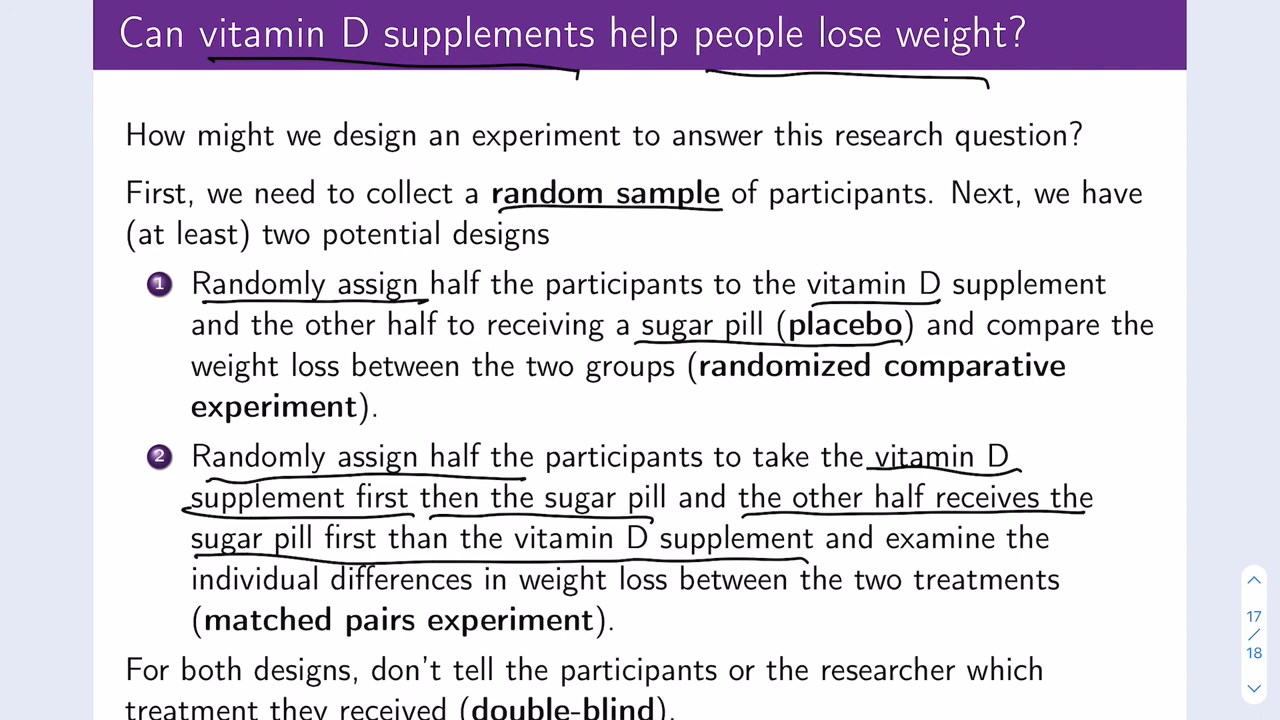 Can vitamin D supplements help people lose weight?
How might we design an experiment to answer this research question?
First, we need to collect a random sample of participants. Next, we have
(at least) two potential designs
1 Randomly assign half the participants to the vitamin D supplement
and the other half to receiving a sugar pill (placebo) and compare the
weight loss between the two groups (randomized comparative
experiment).
2 Randomly assign half the participants to take the vitamin D
supplement first then the sugar pill and the other half receives the
sugar pill first than the vitamin D supplement and examine the
individual differences in weight loss between the two treatments
(matched pairs experiment).
For both designs, don't tell the participants or the researcher which
treatment they received (double-blind).
17
/
18